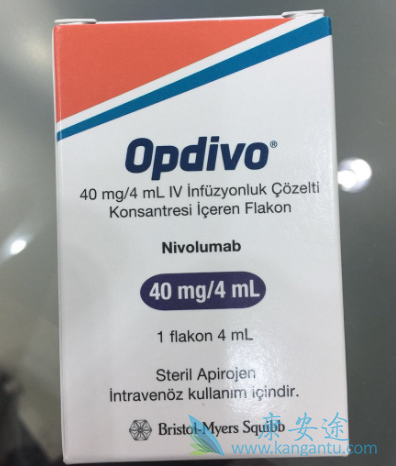 Opdivo®
40 mg/4 mL IV İnfüzyonluk Çözelti
Konsantresi İçeren Flakon
Nivolumab
40 mg/4 mL
1 flakon 4 mL
Steril Apirojen
İntravenöz kullanım içindir.
Bristol-Myers Squibb
康安途
www.kangantu.com